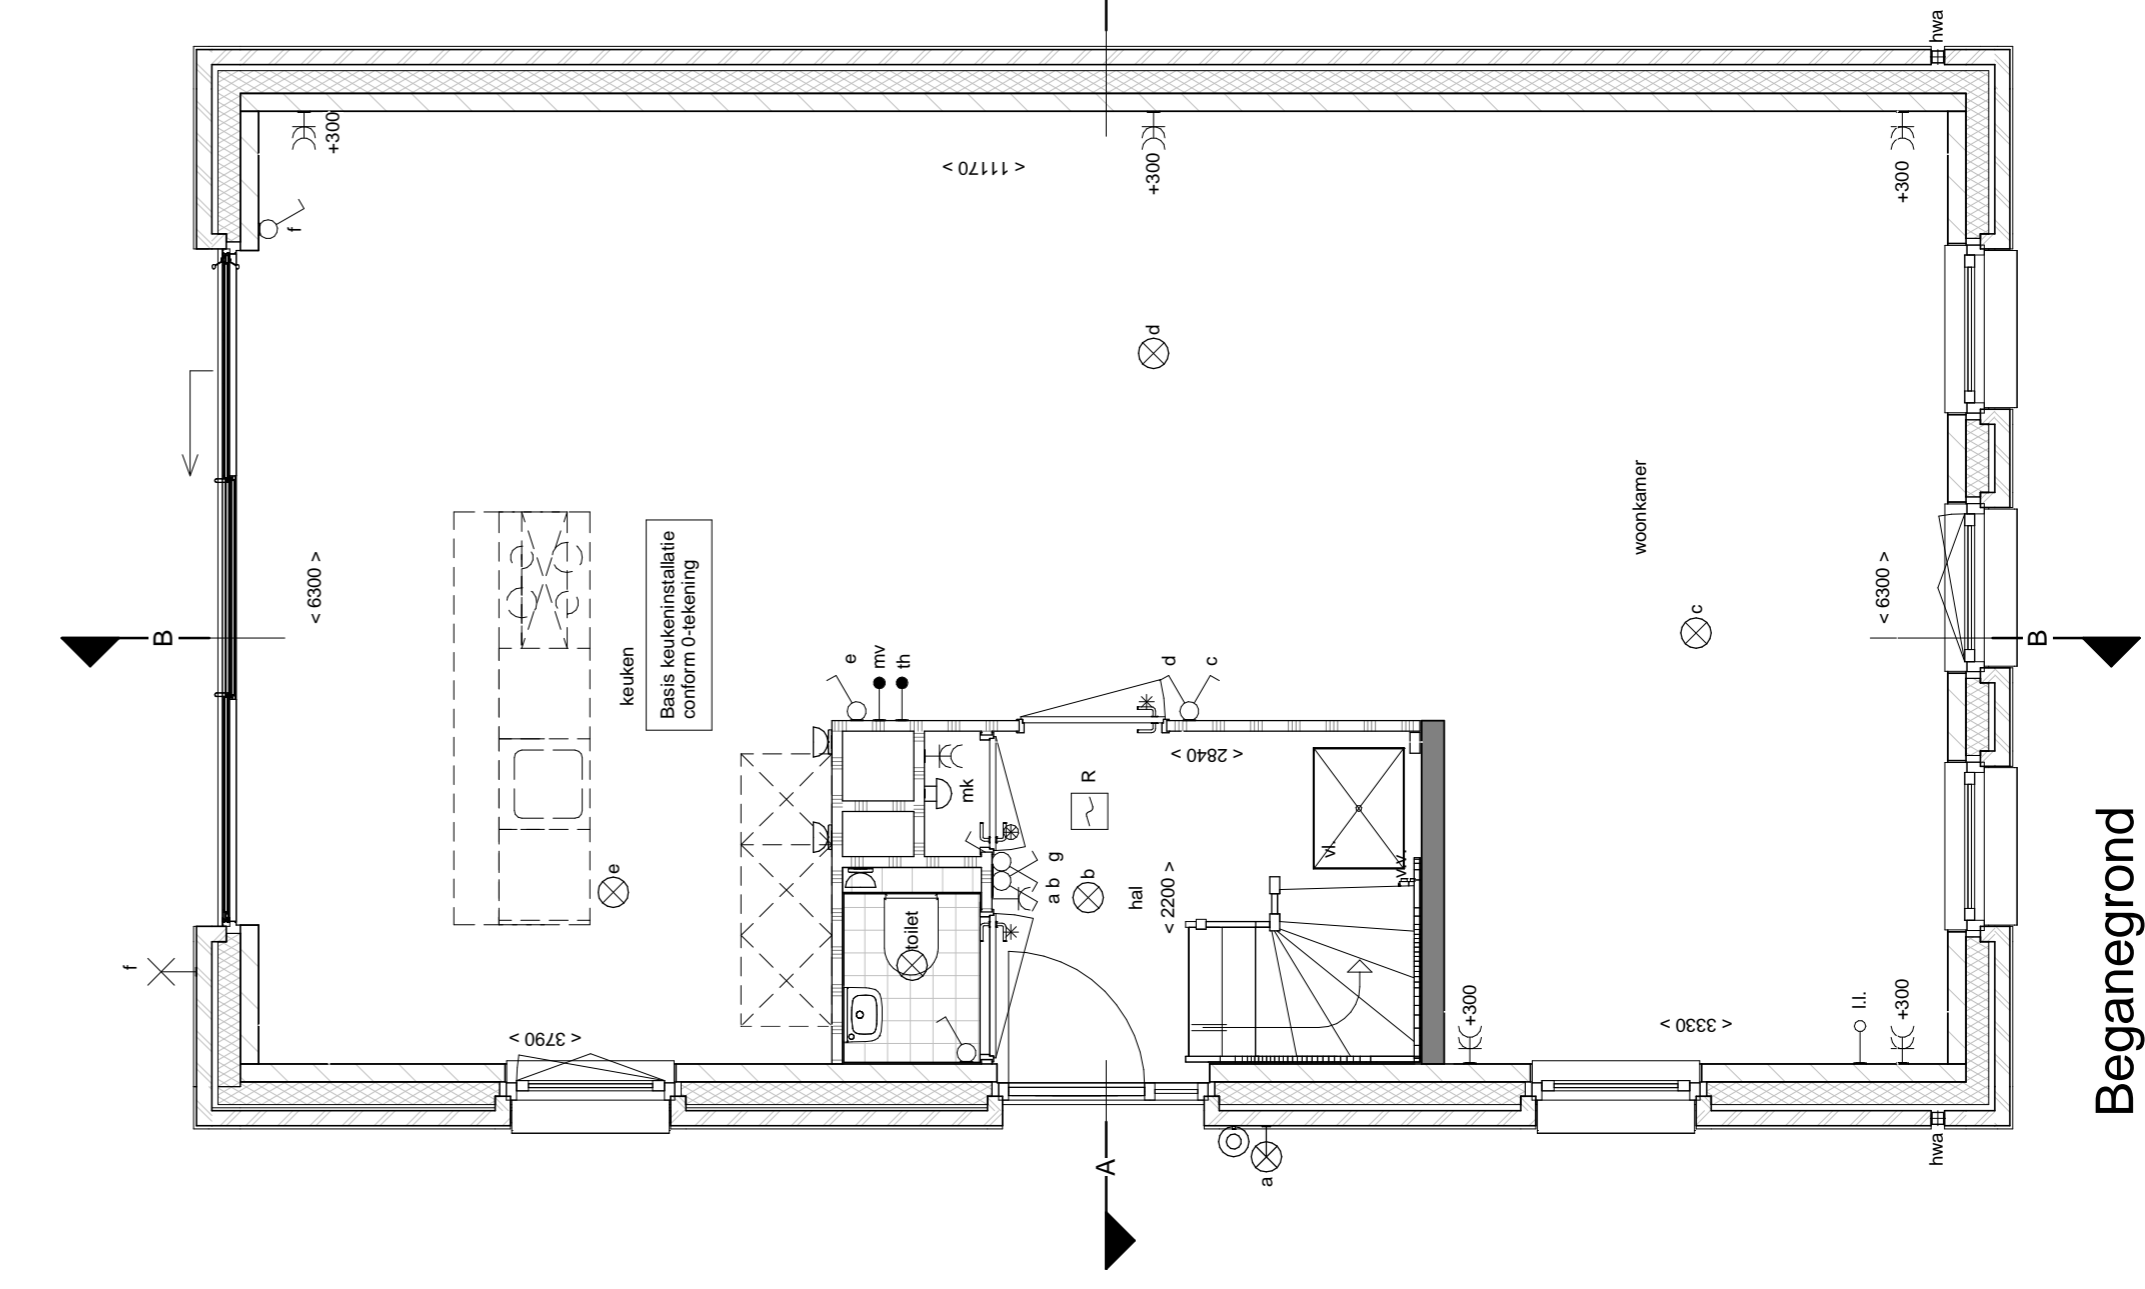 hwa
+300
< 11170 >
+300
+300
f
d
< 6300 >
Basis keukeninstallatie
conform 0-tekening
keuken
woonkamer
< 6300 >
c
B
B
e
mv
th
d
c
< 2840 >
mk
R
e
a b
g
b
hal
< 2200 >
vl.
v.v.
toilet
f
< 3790 >
+300
< 3330 >
l.l.
+300
A
a
hwa
Beganegrond